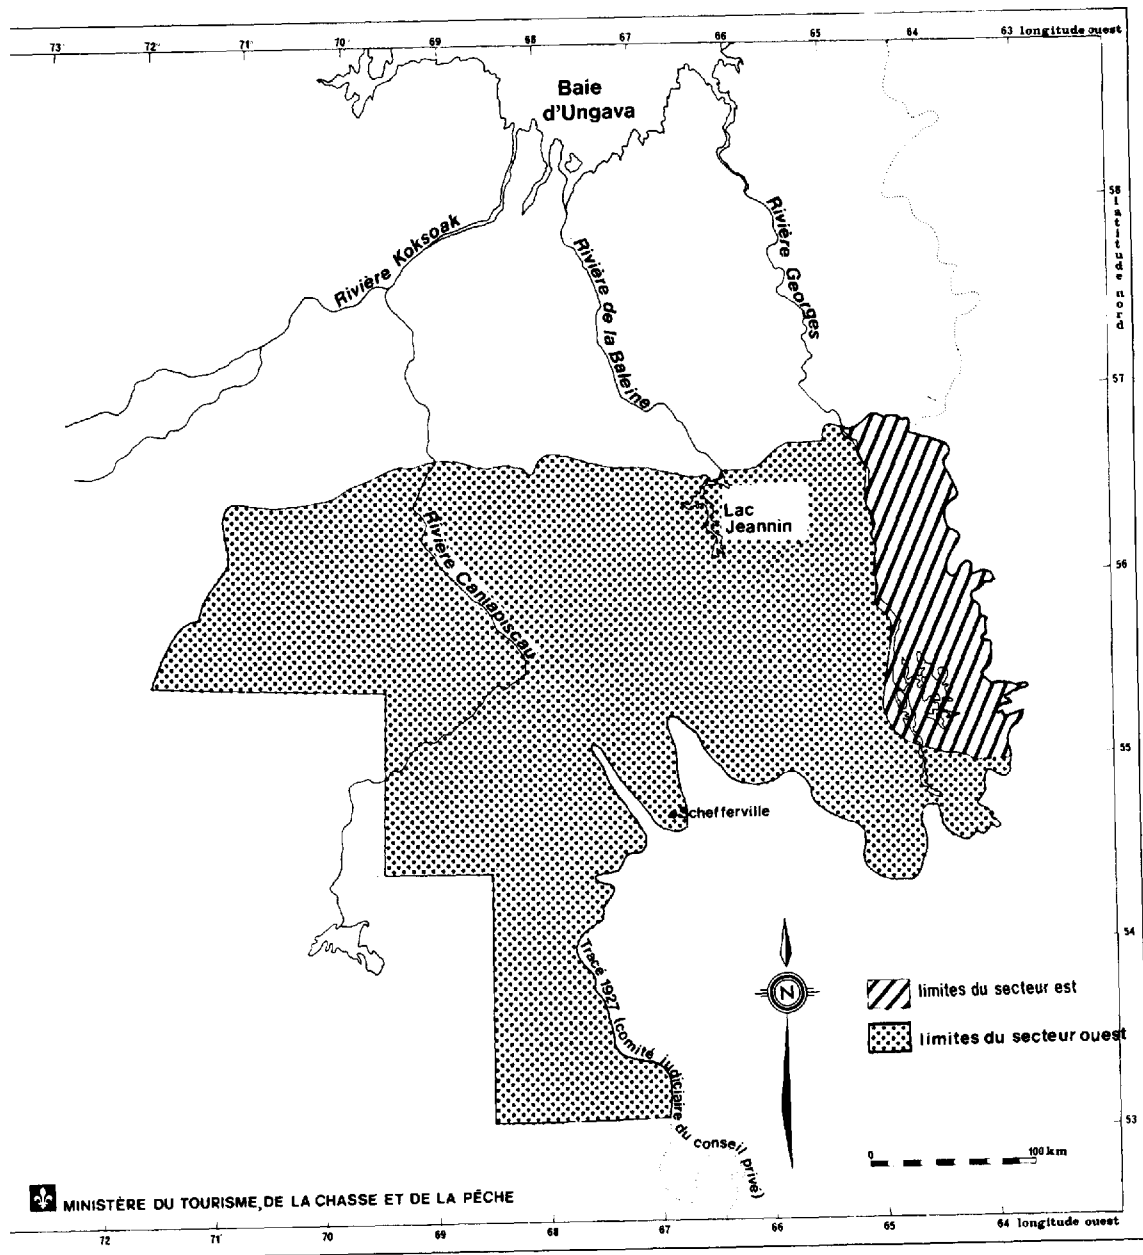 73 72 71 70 69 68 67 66 65 64 63 longitude ouest
Baie
d'Ungava
58
latitude nord
Rivière Koksoak
Rivière de la Baleine
Rivière Georges
57
Lac
Jeannin
Rivière Caniapiscau
56
55
Schefferville
54
Tracé 1927 (comité judiciaire du conseil privé)
N
limites du secteur est
limites du secteur ouest
53
0 100 km
MINISTÈRE DU TOURISME, DE LA CHASSE ET DE LA PÊCHE
72 71 70 69 68 67 66 65 64 longitude ouest